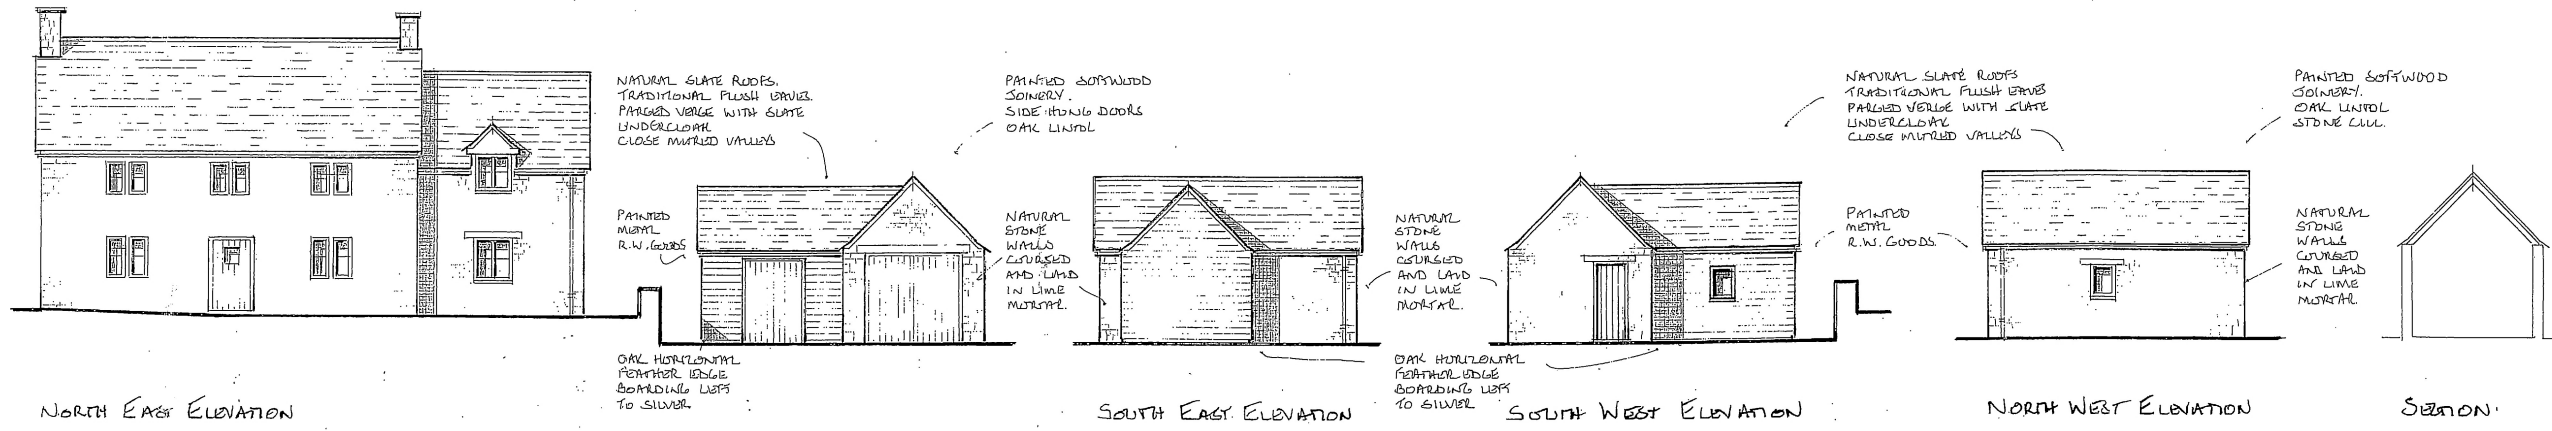 NATURAL SLATE ROOFS.
TRADITIONAL FLUSH EAVES.
PARGED VERGE WITH SLATE
UNDERCLOAK
CLOSE MITRED VALLEYS
PAINTED
METAL
R.W. GOODS
OAK HORIZONTAL
FEATHER EDGE
BOARDING LEFT
TO SILVER
NORTH EAST ELEVATION
PAINTED SOFTWOOD
JOINERY.
SIDE HUNG DOORS
OAK LINTOL
NATURAL
STONE
WALLS
COURSED
AND LAID
IN LIME
MORTAR.
SOUTH EAST ELEVATION
NATURAL
STONE
WALLS
COURSED
AND LAID
IN LIME
MORTAR.
OAK HORIZONTAL
FEATHER EDGE
BOARDING LEFT
TO SILVER
SOUTH WEST ELEVATION
NATURAL SLATE ROOFS
TRADITIONAL FLUSH EAVES
PARGED VERGE WITH SLATE
UNDERCLOAK
CLOSE MITRED VALLEYS
PAINTED
METAL
R.W. GOODS.
NORTH WEST ELEVATION
PAINTED SOFTWOOD
JOINERY.
OAK LINTOL
STONE CILL.
NATURAL
STONE
WALLS
COURSED
AND LAID
IN LIME
MORTAR.
SECTION.